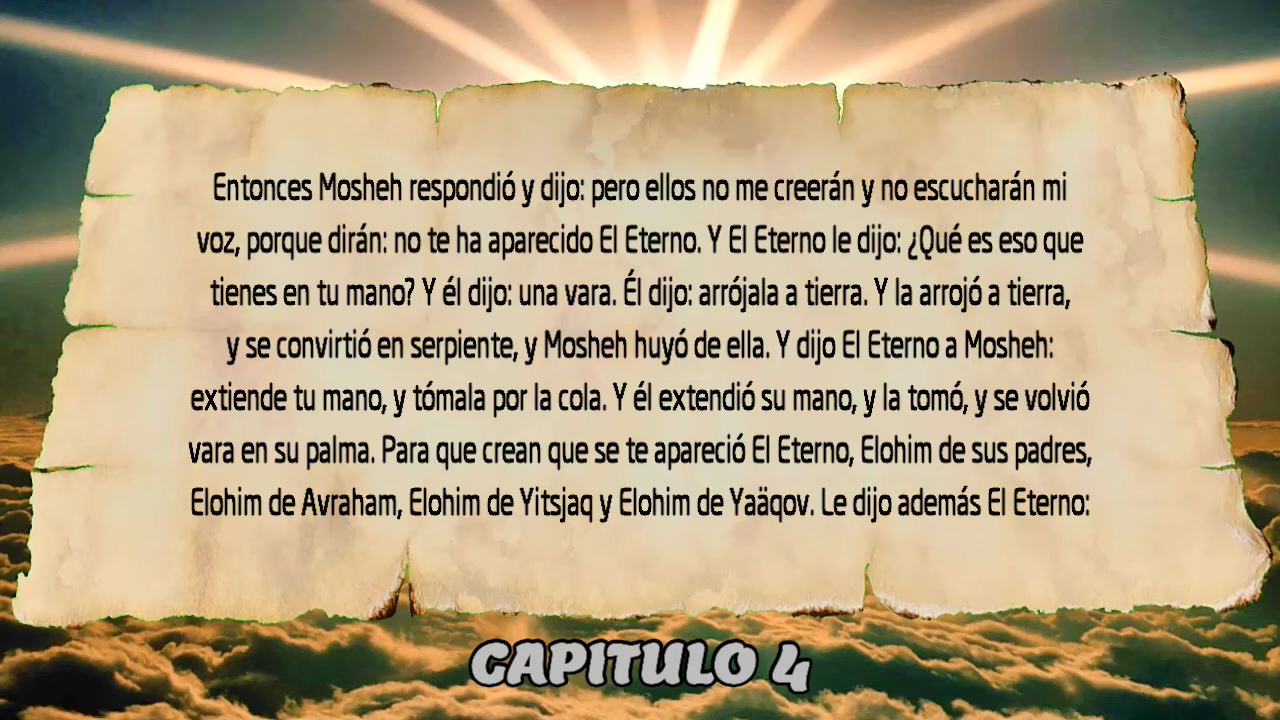 Entonces Mosheh respondió y dijo: pero ellos no me creerán y no escucharán mi
voz, porque dirán: no te ha aparecido El Eterno. Y El Eterno le dijo: ¿Qué es eso que
tienes en tu mano? Y él dijo: una vara. Él dijo: arrójala a tierra. Y la arrojó a tierra,
y se convirtió en serpiente, y Mosheh huyó de ella. Y dijo El Eterno a Mosheh:
extiende tu mano, y tómala por la cola. Y él extendió su mano, y la tomó, y se volvió
vara en su palma. Para que crean que se te apareció El Eterno, Elohim de sus padres,
Elohim de Avraham, Elohim de Yitsjaq y Elohim de Yaäqov. Le dijo además El Eterno:
CAPITULO 4